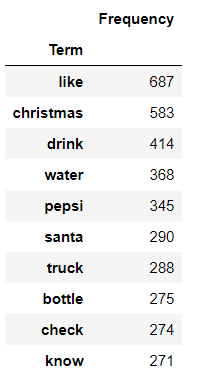 Frequency
Term
like 687
christmas 583
drink 414
water 368
pepsi 345
santa 290
truck 288
bottle 275
check 274
know 271